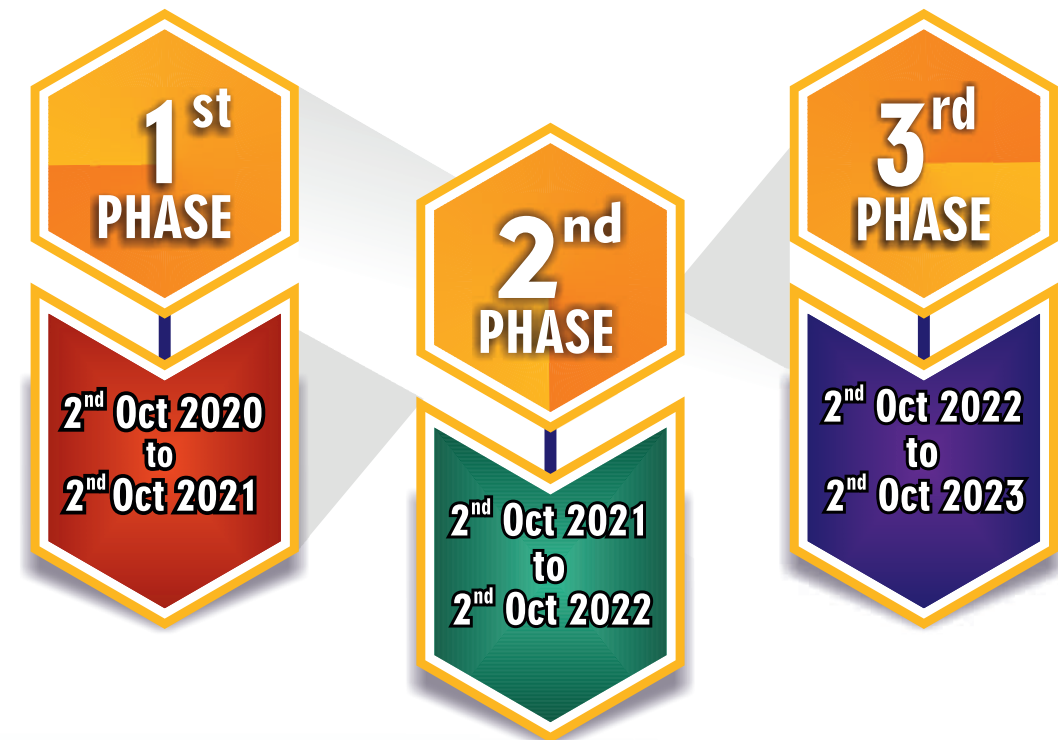 1st
PHASE
2nd Oct 2020
to
2nd Oct 2021
2nd
PHASE
2nd Oct 2021
to
2nd Oct 2022
3rd
PHASE
2nd Oct 2022
to
2nd Oct 2023